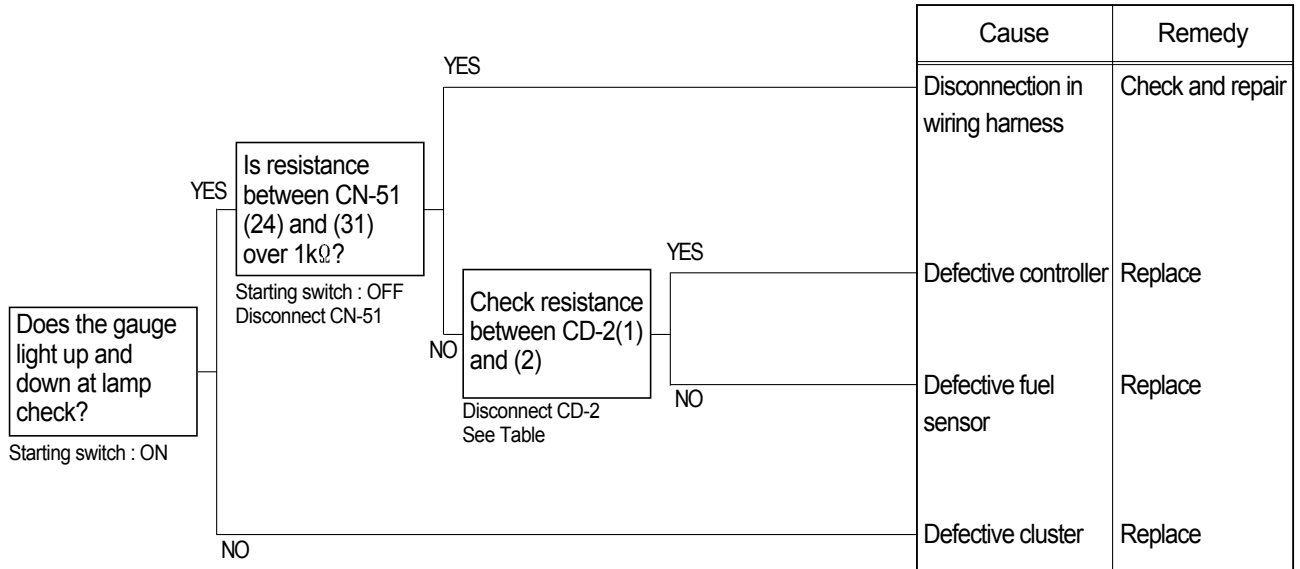 Cause
Remedy
YES
Disconnection in
wiring harness
Check and repair
YES
Is resistance
between CN-51
(24) and (31)
over 1kΩ?
Starting switch : OFF
Disconnect CN-51
YES
Defective controller
Replace
Does the gauge
light up and
down at lamp
check?
Starting switch : ON
NO
Check resistance
between CD-2(1)
and (2)
Disconnect CD-2
See Table
NO
Defective fuel
sensor
Replace
NO
Defective cluster
Replace